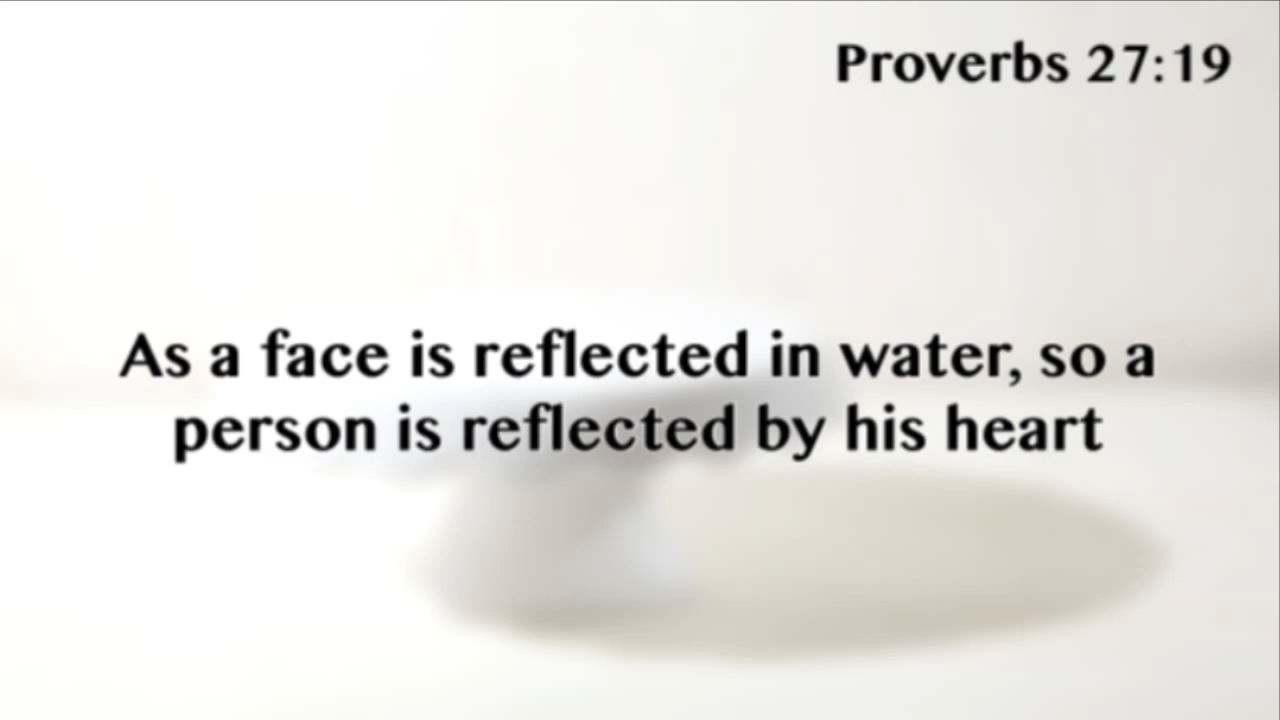 Proverbs 27:19
As a face is reflected in water, so a
person is reflected by his heart